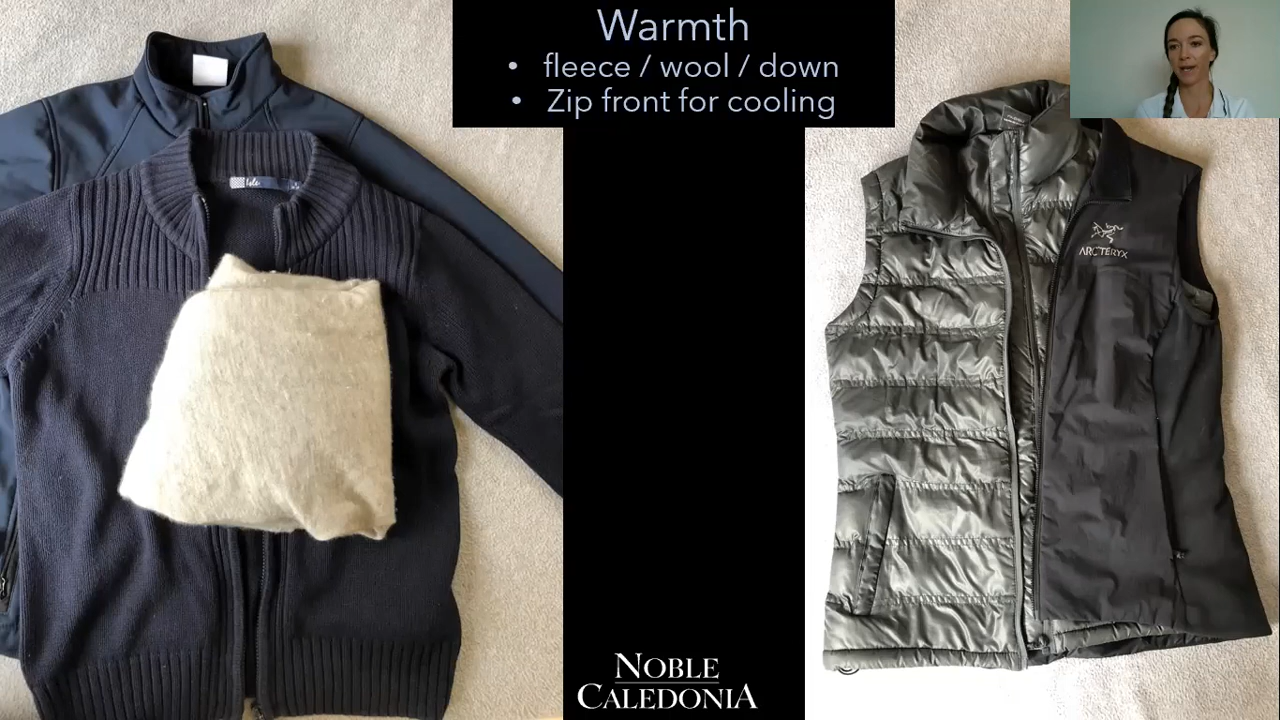 Warmth
• fleece / wool / down
• Zip front for cooling
ARC'TERYX
NOBLE
CALEDONIA